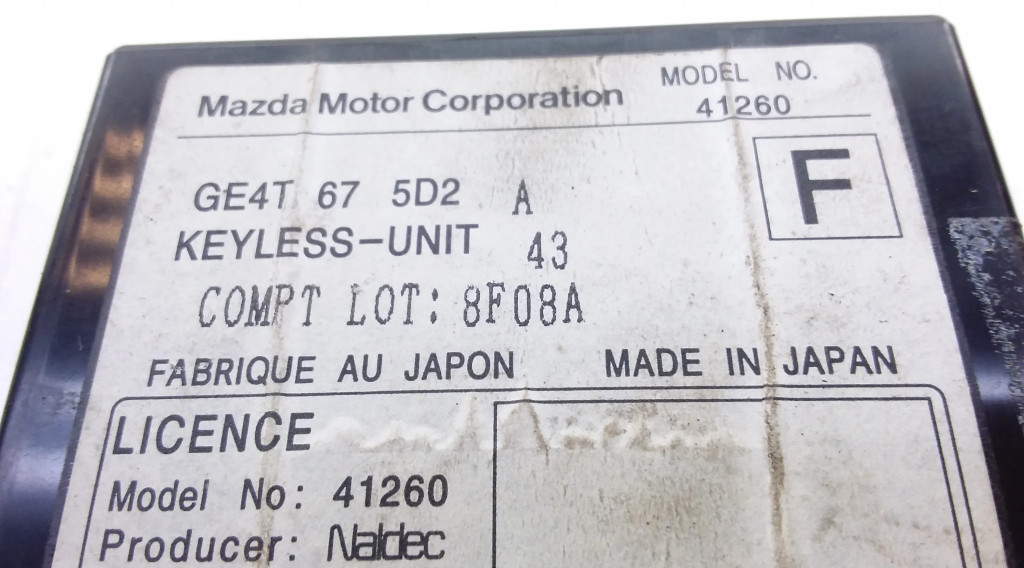 Mazda Motor Corporation
MODEL NO.
41260
F
GE4T 67 5D2 A
KEYLESS-UNIT 43
COMPT LOT: 8F08A
FABRIQUE AU JAPON MADE IN JAPAN
LICENCE
Model No: 41260
Producer: Naldec